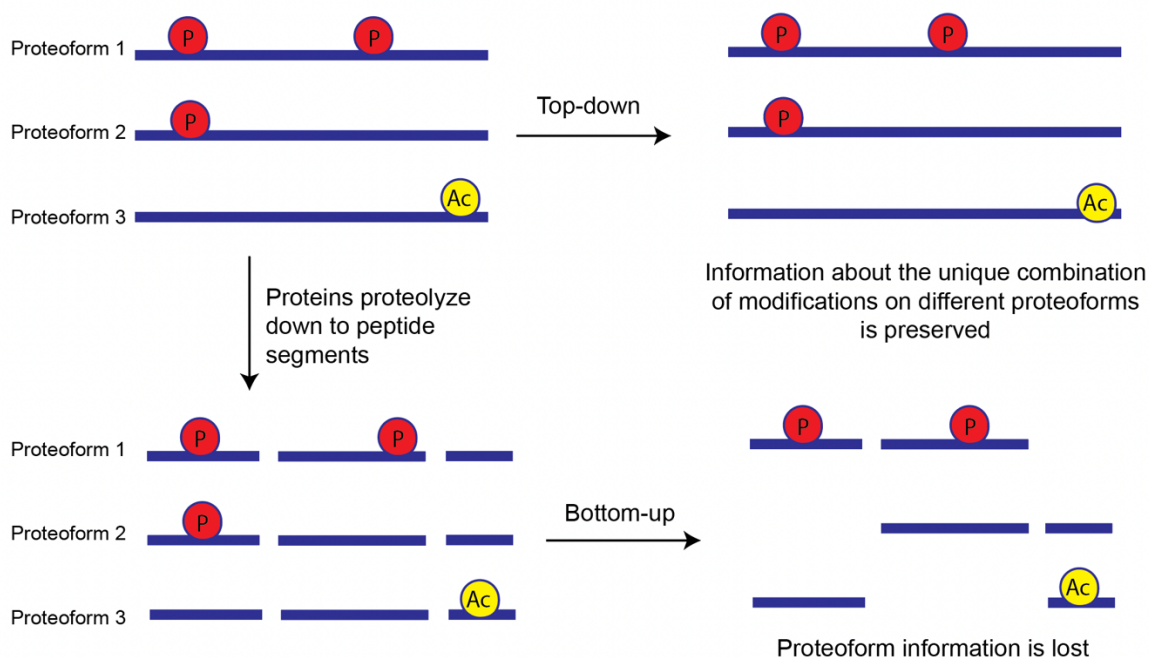 P
P
P
P
Proteoform 1
Top-down
P
P
Proteoform 2
Ac
Ac
Proteoform 3
Information about the unique combination
of modifications on different proteoforms
is preserved
Proteins proteolyze
down to peptide
segments
P
P
P
P
Proteoform 1
P
Bottom-up
Proteoform 2
Ac
Ac
Proteoform 3
Proteoform information is lost